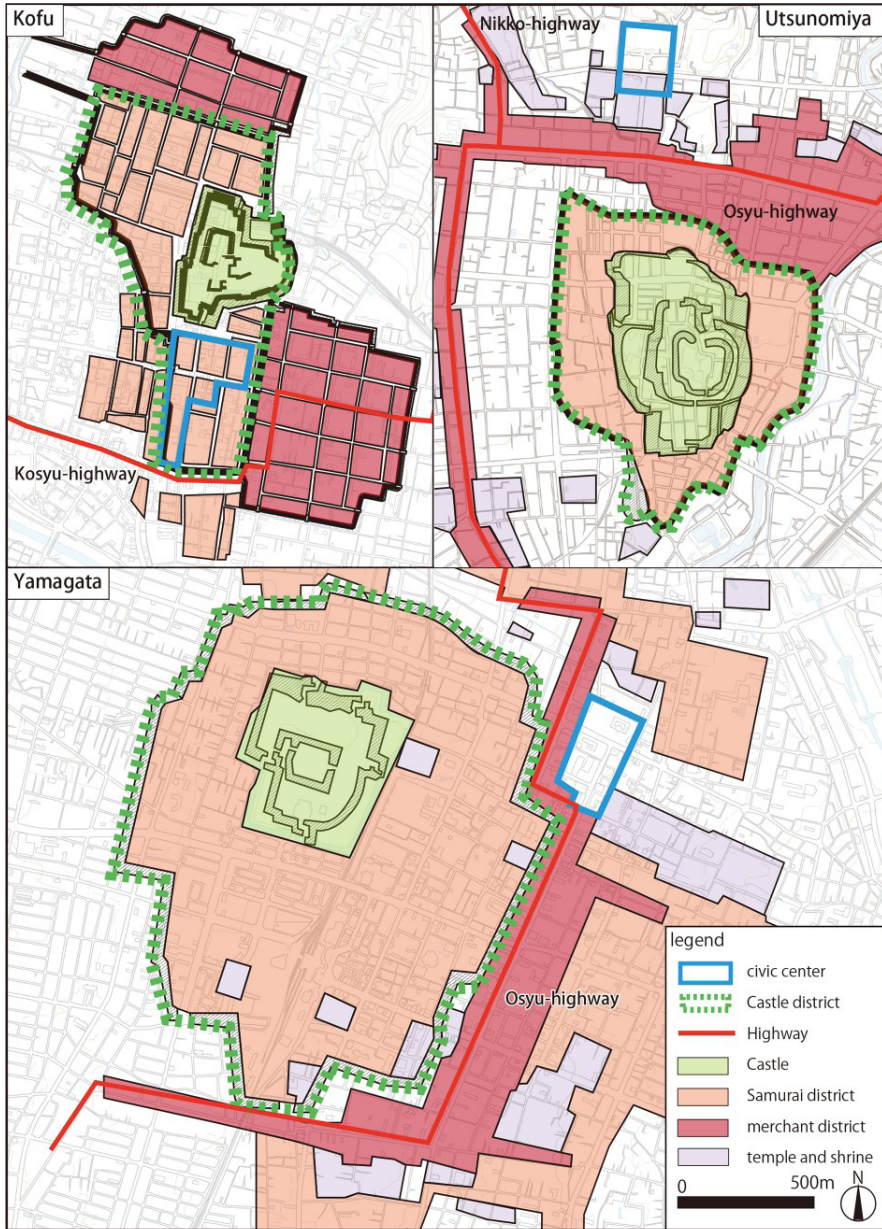 Kofu
Kosyu-highway
Nikko-highway
Utsunomiya
Osyu-highway
Yamagata
Osyu-highway
legend
civic center
Castle district
Highway
Castle
Samurai district
merchant district
temple and shrine
0 500m
N